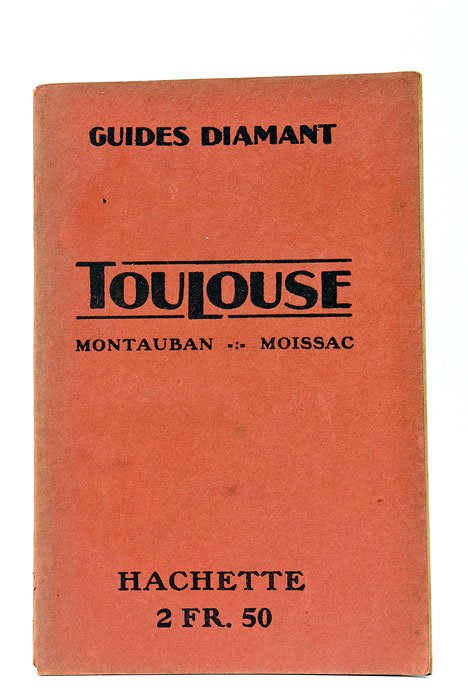 GUIDES DIAMANT
TOULOUSE
MONTAUBAN -:- MOISSAC
HACHETTE
2 FR. 50